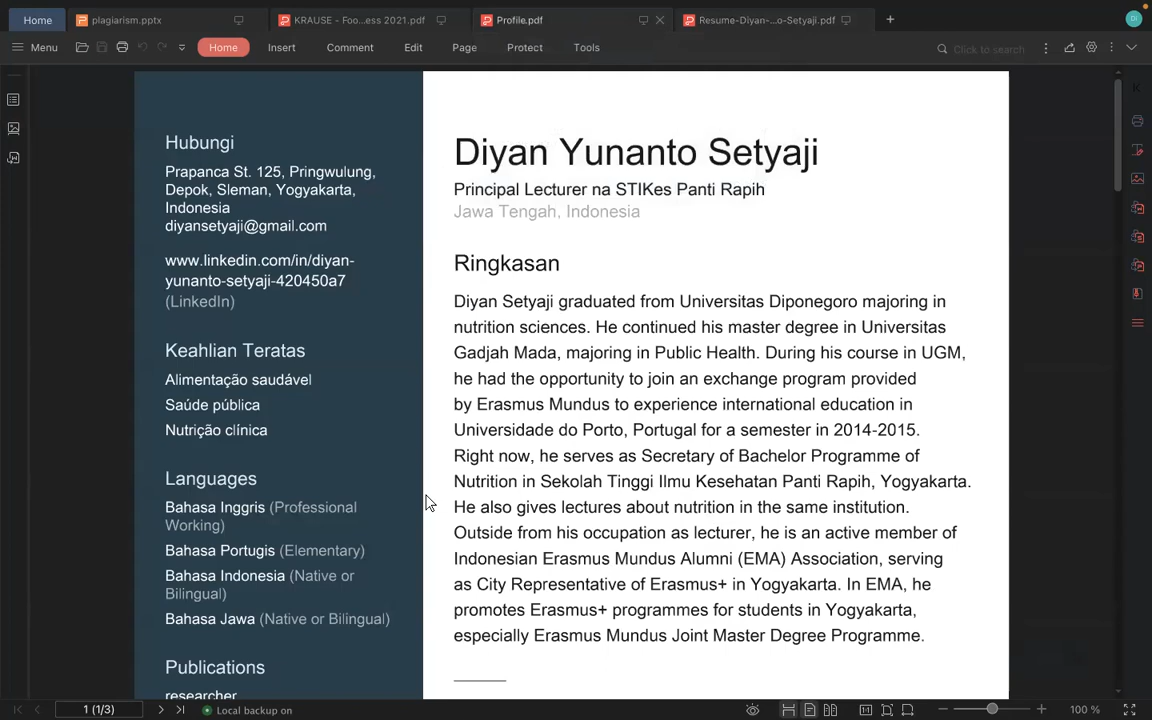 Home
plagiarism.pptx
KRAUSE - Foo...ess 2021.pdf
Profile.pdf
Resume-Diyan-...o-Setyaji.pdf
DI
Menu
Home
Insert
Comment
Edit
Page
Protect
Tools
Click to search
Hubungi
Prapanca St. 125, Pringwulung,
Depok, Sleman, Yogyakarta,
Indonesia
diyansetyaji@gmail.com
www.linkedin.com/in/diyan-
yunanto-setyaji-420450a7
(LinkedIn)
Keahlian Teratas
Alimentação saudável
Saúde pública
Nutrição clínica
Languages
Bahasa Inggris (Professional
Working)
Bahasa Portugis (Elementary)
Bahasa Indonesia (Native or
Bilingual)
Bahasa Jawa (Native or Bilingual)
Publications
researcher
Diyan Yunanto Setyaji
Principal Lecturer na STIKes Panti Rapih
Jawa Tengah, Indonesia
Ringkasan
Diyan Setyaji graduated from Universitas Diponegoro majoring in
nutrition sciences. He continued his master degree in Universitas
Gadjah Mada, majoring in Public Health. During his course in UGM,
he had the opportunity to join an exchange program provided
by Erasmus Mundus to experience international education in
Universidade do Porto, Portugal for a semester in 2014-2015.
Right now, he serves as Secretary of Bachelor Programme of
Nutrition in Sekolah Tinggi Ilmu Kesehatan Panti Rapih, Yogyakarta.
He also gives lectures about nutrition in the same institution.
Outside from his occupation as lecturer, he is an active member of
Indonesian Erasmus Mundus Alumni (EMA) Association, serving
as City Representative of Erasmus+ in Yogyakarta. In EMA, he
promotes Erasmus+ programmes for students in Yogyakarta,
especially Erasmus Mundus Joint Master Degree Programme.
1 (1/3)
Local backup on
100 %